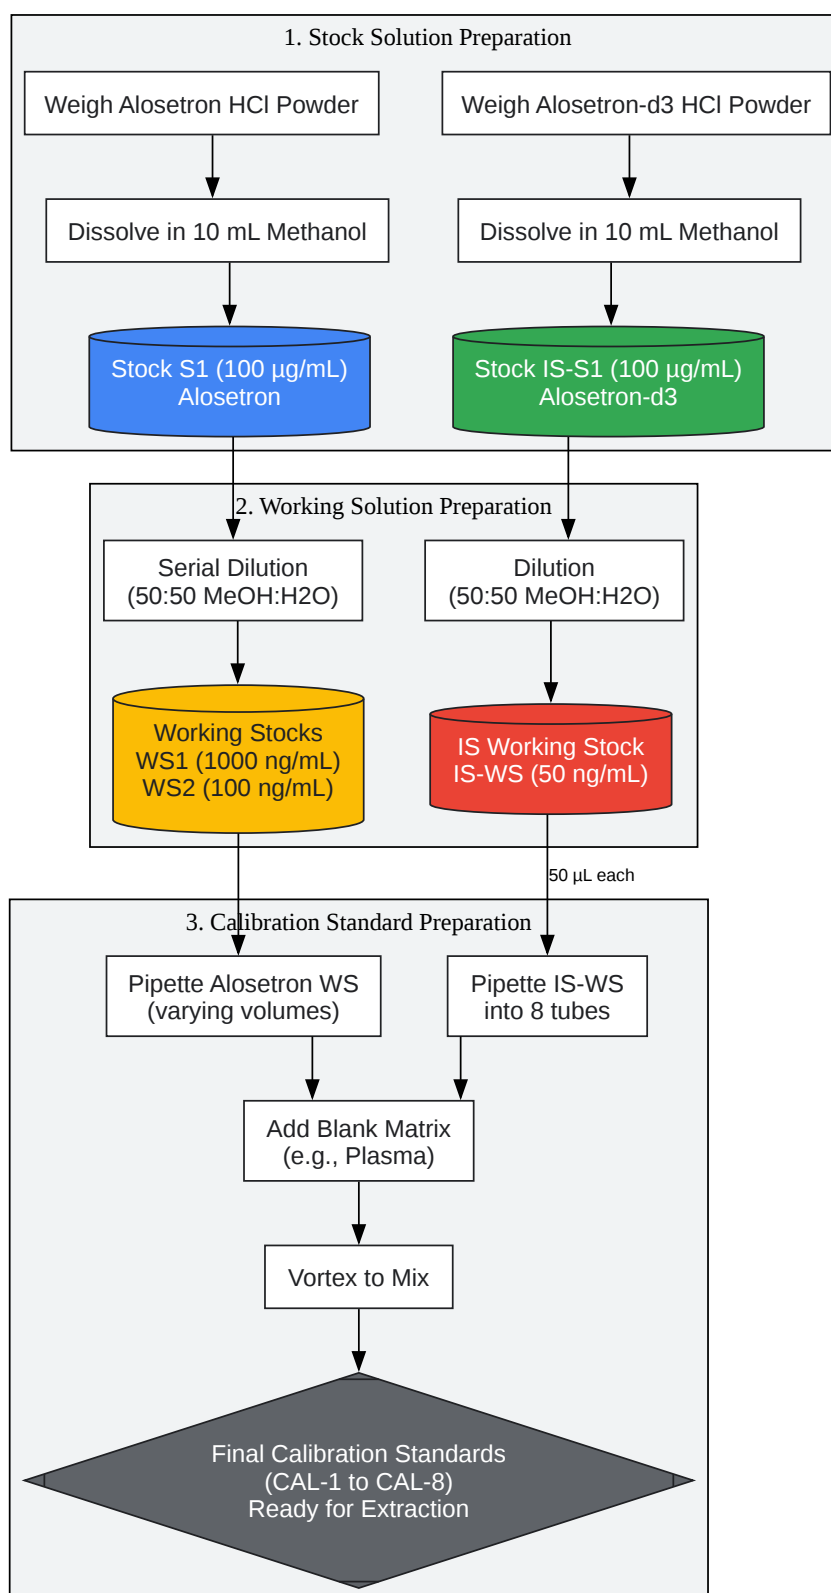 1. Stock Solution Preparation
Weigh Alosetron HCl Powder
Weigh Alosetron-d3 HCl Powder
Dissolve in 10 mL Methanol
Dissolve in 10 mL Methanol
Stock S1 (100 µg/mL)
Alosetron
Stock IS-S1 (100 µg/mL)
Alosetron-d3
2. Working Solution Preparation
Serial Dilution
(50:50 MeOH:H2O)
Dilution
(50:50 MeOH:H2O)
Working Stocks
WS1 (1000 ng/mL)
WS2 (100 ng/mL)
IS Working Stock
IS-WS (50 ng/mL)
50 µL each
3. Calibration Standard Preparation
Pipette Alosetron WS
(varying volumes)
Pipette IS-WS
into 8 tubes
Add Blank Matrix
(e.g., Plasma)
Vortex to Mix
Final Calibration Standards
(CAL-1 to CAL-8)
Ready for Extraction